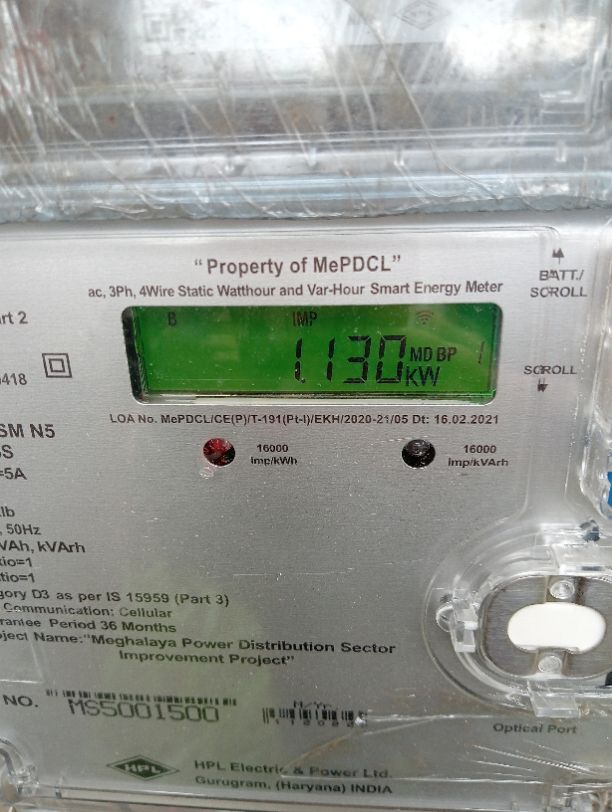 "Property of MePDCL"
ac, 3Ph, 4Wire Static Watthour and Var-Hour Smart Energy Meter
BATT./
SCROLL
rt 2
418
B IMP
1.130 MD BP 1
kW
SCROLL
LOA No. MePDCL/CE(P)/T-191(Pt-I)/EKH/2020-21/05 Dt: 16.02.2021
SM N5
S
=5A
16000
imp/kWh
16000
imp/kVArh
Ib
, 50Hz
VAh, kVArh
tio=1
tio=1
gory D3 as per IS 15959 (Part 3)
Communication: Cellular
rantee Period 36 Months
oject Name:"Meghalaya Power Distribution Sector
Improvement Project"
NO.
MS5001500
M/Yr.
Optical Port
HPL
HPL Electric & Power Ltd.
Gurugram, (Haryana) INDIA